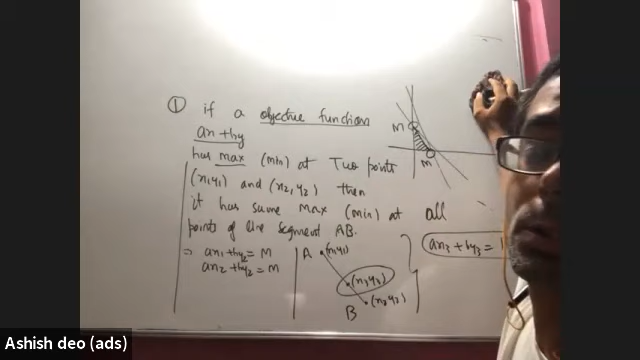 ① if a objective function
ax + by
has max (min) at Two points
(x1, y1) and (x2, y2) then
it has same max (min) at all
points of line segment AB.
⇒ ax1 + by1 = M
ax2 + by2 = M
A (x1, y1)
(x3, y3)
B (x2, y2)
ax3 + by3 =
M
M
Ashish deo (ads)